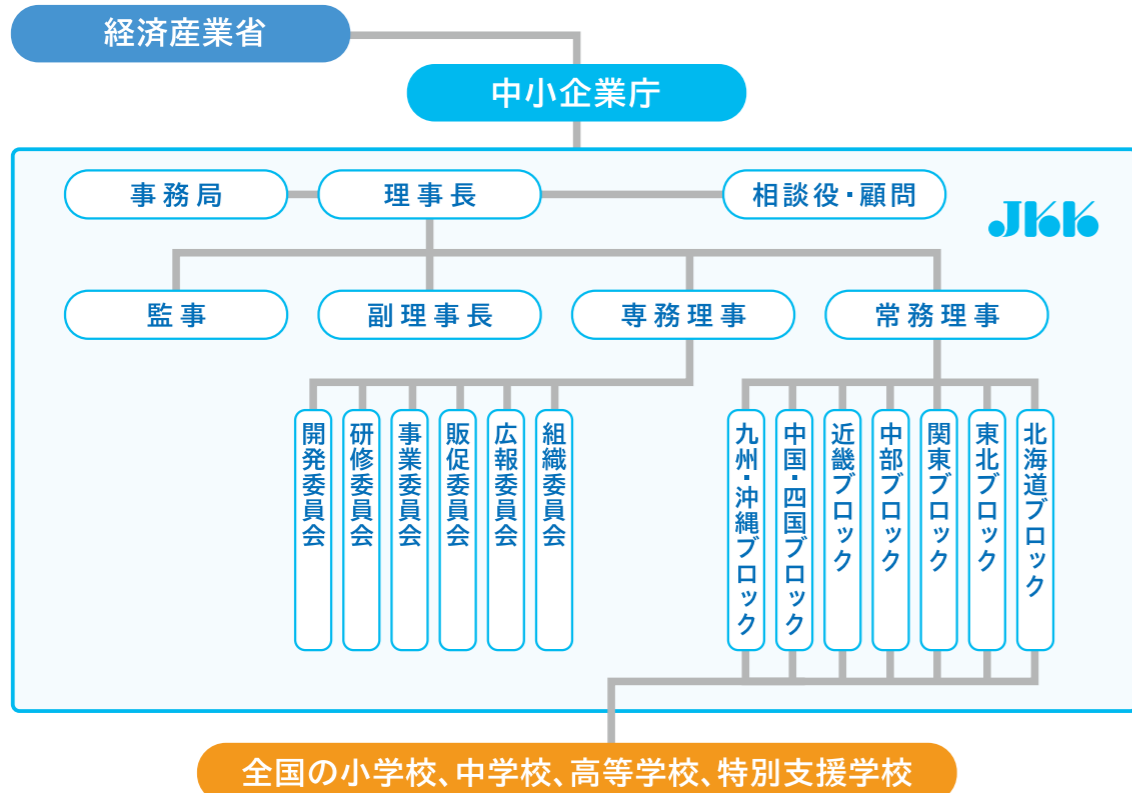 経済産業省
中小企業庁
事務局
理事長
相談役・顧問
JKK
監事
副理事長
専務理事
常務理事
開発委員会
研修委員会
事業委員会
販促委員会
広報委員会
組織委員会
九州・沖縄ブロック
中国・四国ブロック
近畿ブロック
中部ブロック
関東ブロック
東北ブロック
北海道ブロック
全国の小学校、中学校、高等学校、特別支援学校